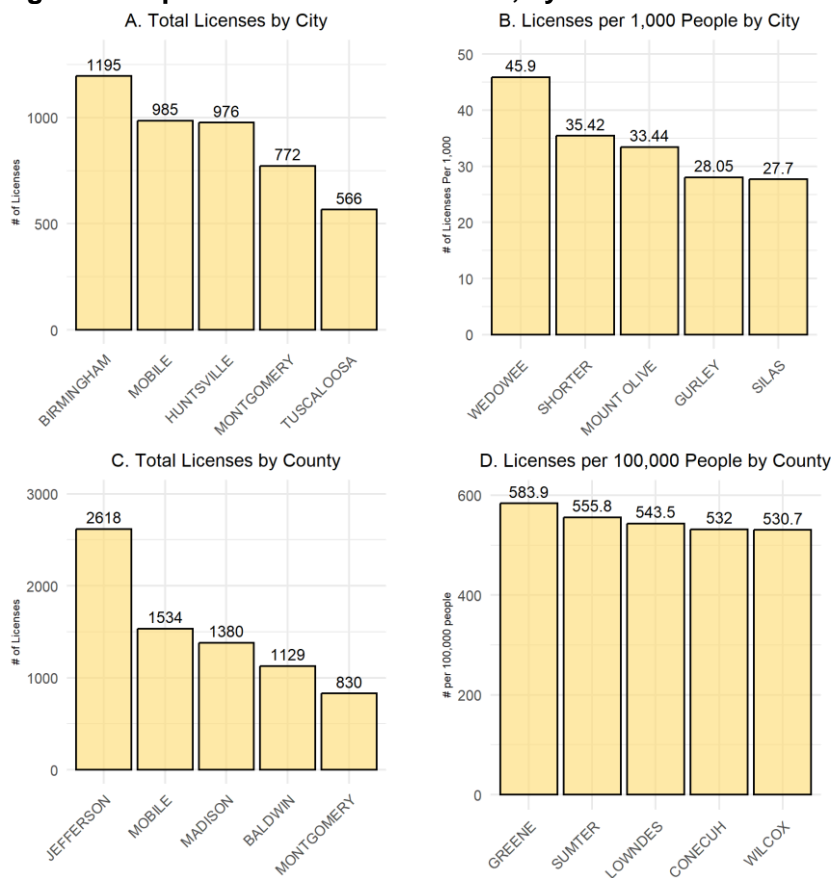 A. Total Licenses by City
# of Licenses
1000
500
0
1195
985
976
772
566
BIRMINGHAM
MOBILE
HUNTSVILLE
MONTGOMERY
TUSCALOOSA
B. Licenses per 1,000 People by City
# of Licenses Per 1,000
50
40
30
20
10
0
45.9
35.42
33.44
28.05
27.7
WEDOWEE
SHORTER
MOUNT OLIVE
GURLEY
SILAS
C. Total Licenses by County
# of Licenses
3000
2000
1000
0
2618
1534
1380
1129
830
JEFFERSON
MOBILE
MADISON
BALDWIN
MONTGOMERY
D. Licenses per 100,000 People by County
# per 100,000 people
600
400
200
0
583.9
555.8
543.5
532
530.7
GREENE
SUMTER
LOWNDES
CONECUH
WILCOX